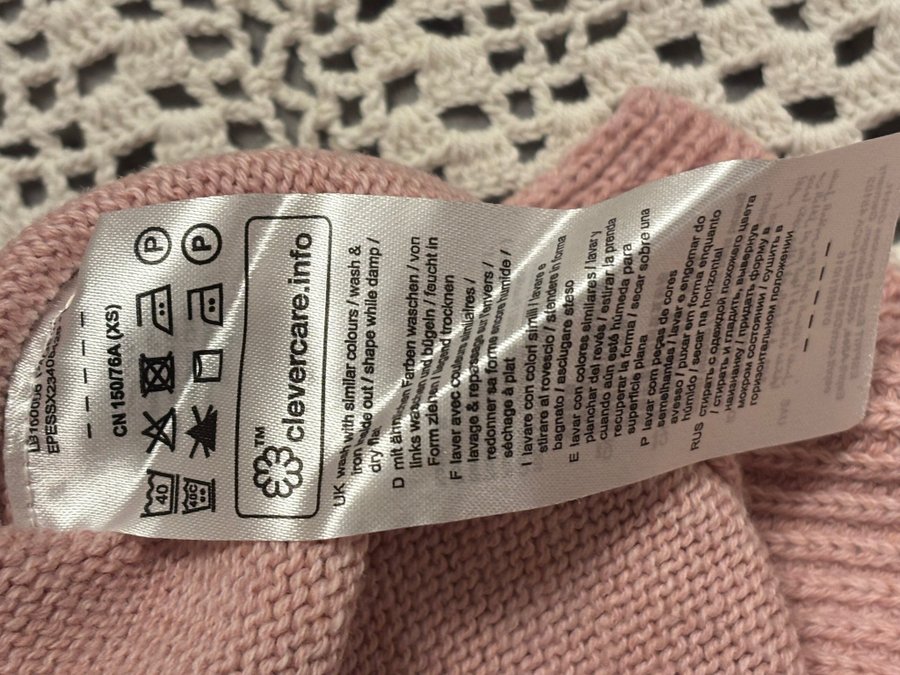 CN 150/76A (XS)
P
P
40
40C
TM
clevercare.info
UK wash with similar colours / wash &
iron inside out / shape while damp /
dry flat
D mit ähnlichen Farben waschen / von
links waschen und bügeln / feucht in
Form ziehen / liegend trocknen
F laver avec couleurs similaires /
lavage & repassage sur l'envers /
redonner sa forme encore humide /
séchage à plat
I lavare con colori simili / lavare e
stirare al rovescio / stendere in forma
bagnato / asciugare steso
E lavar con colores similares / lavar y
planchar del revés / estirar la prenda
cuando aún esté húmeda para
recuperar la forma / secar sobre una
superficie plana
P lavar com peças de cores
semelhantes / lavar e engomar do
avesso / puxar em forma enquanto
húmido / secar na horizontal
RUS стирать с одеждой похожего цвета
/ стирать и гладить, вывернув
наизнанку / придать форму в
мокром состоянии / сушить в
горизонтальном положении